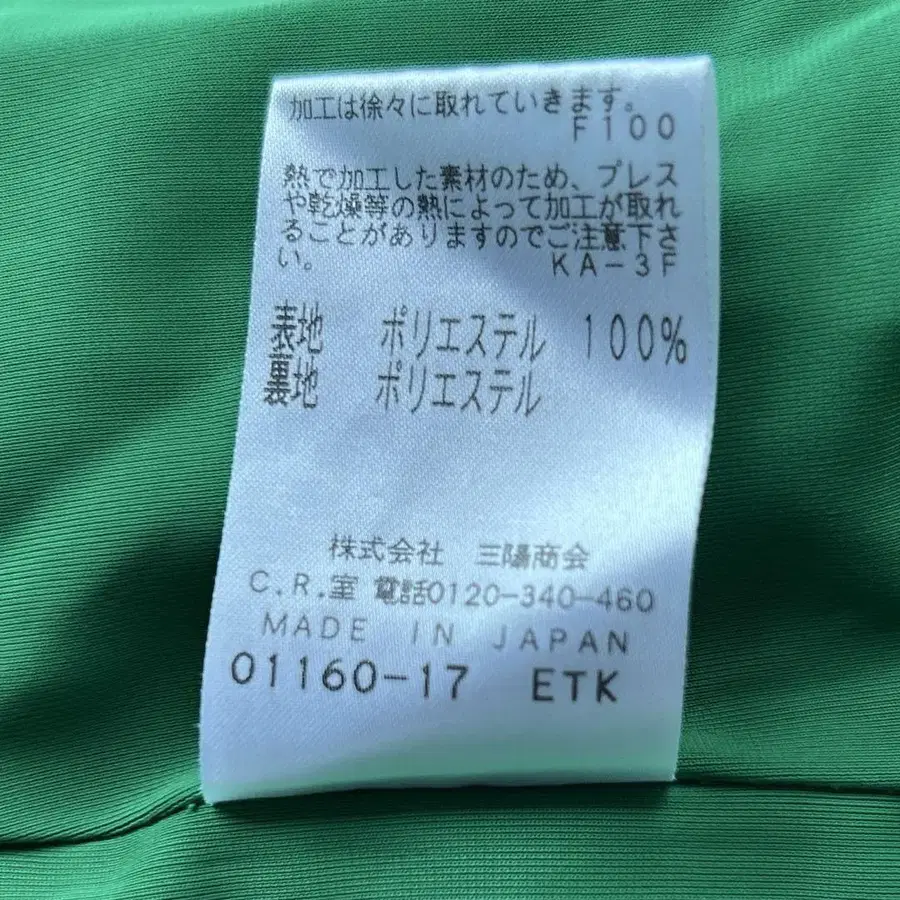 加工は徐々に取れていきます。
F100
熱で加工した素材のため、プレス
や乾燥等の熱によって加工が取れ
ることがありますのでご注意下さ
い。 KA-3F
表地 ポリエステル 100%
裏地 ポリエステル
株式会社 三陽商会
C.R.室 電話0120-340-460
MADE IN JAPAN
01160-17 ETK